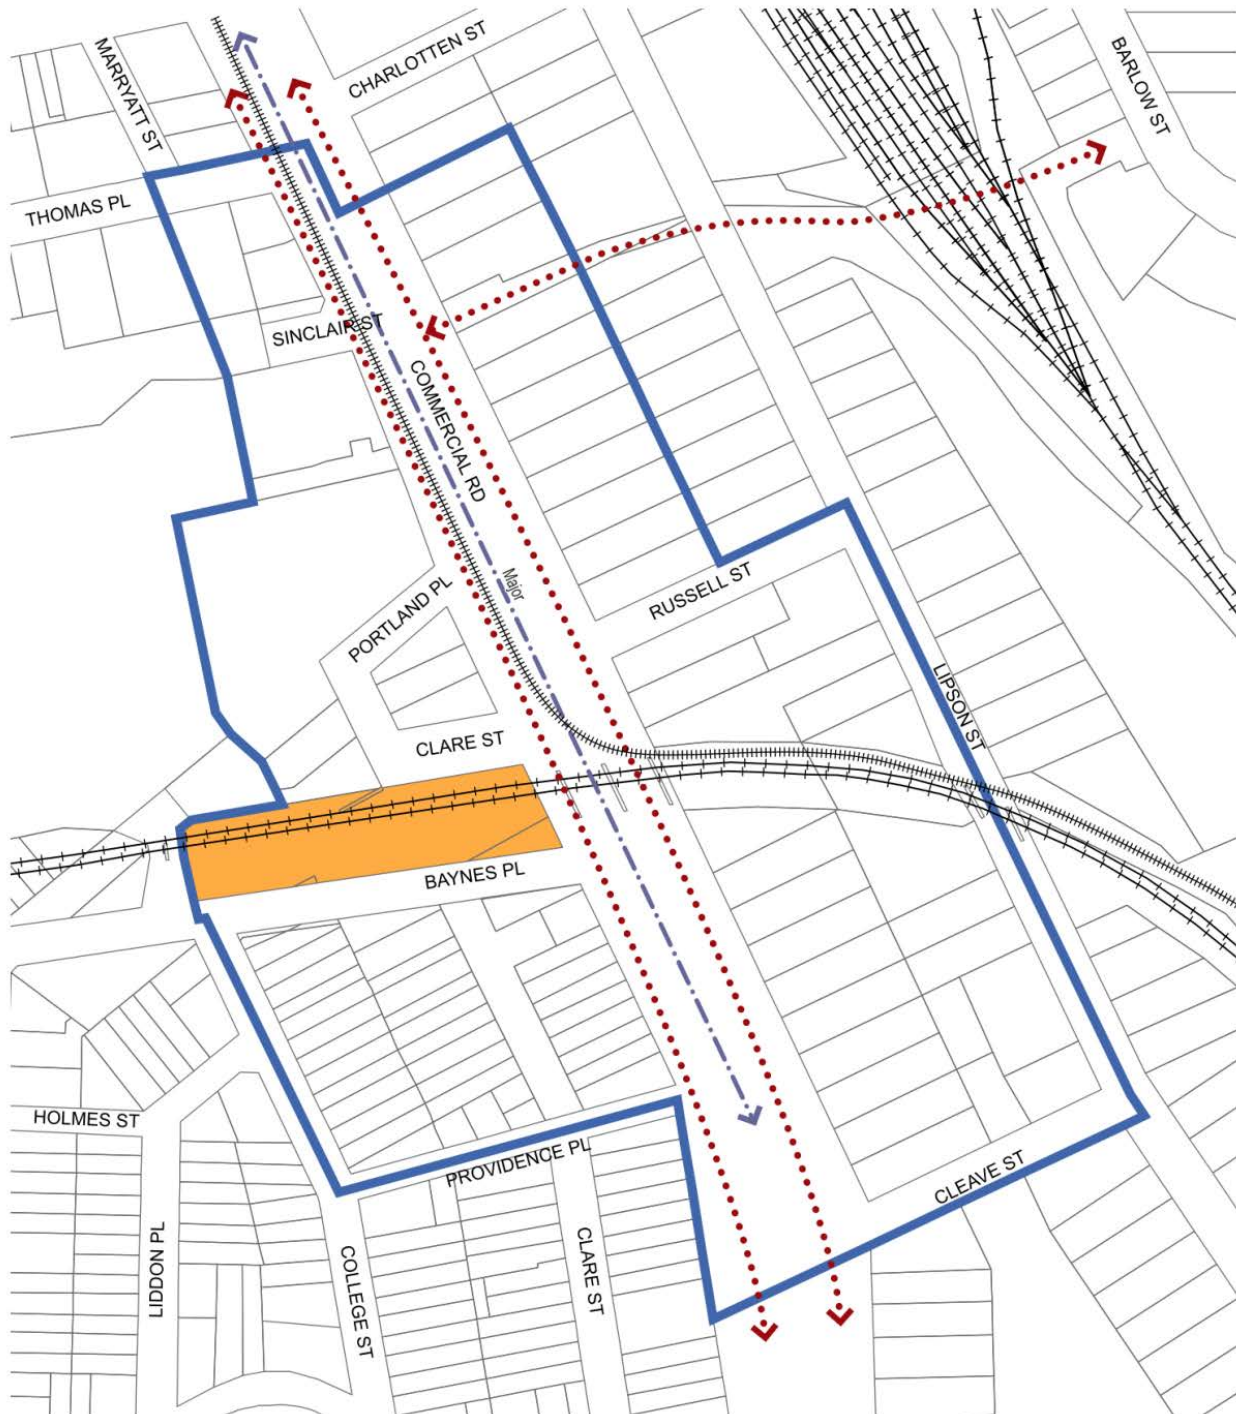 MARRYATT ST
CHARLOTTEN ST
BARLOW ST
THOMAS PL
SINCLAIR ST
COMMERCIAL RD
Major
PORTLAND PL
RUSSELL ST
LIPSON ST
CLARE ST
BAYNES PL
HOLMES ST
PROVIDENCE PL
CLEAVE ST
LIDDON PL
COLLEGE ST
CLARE ST